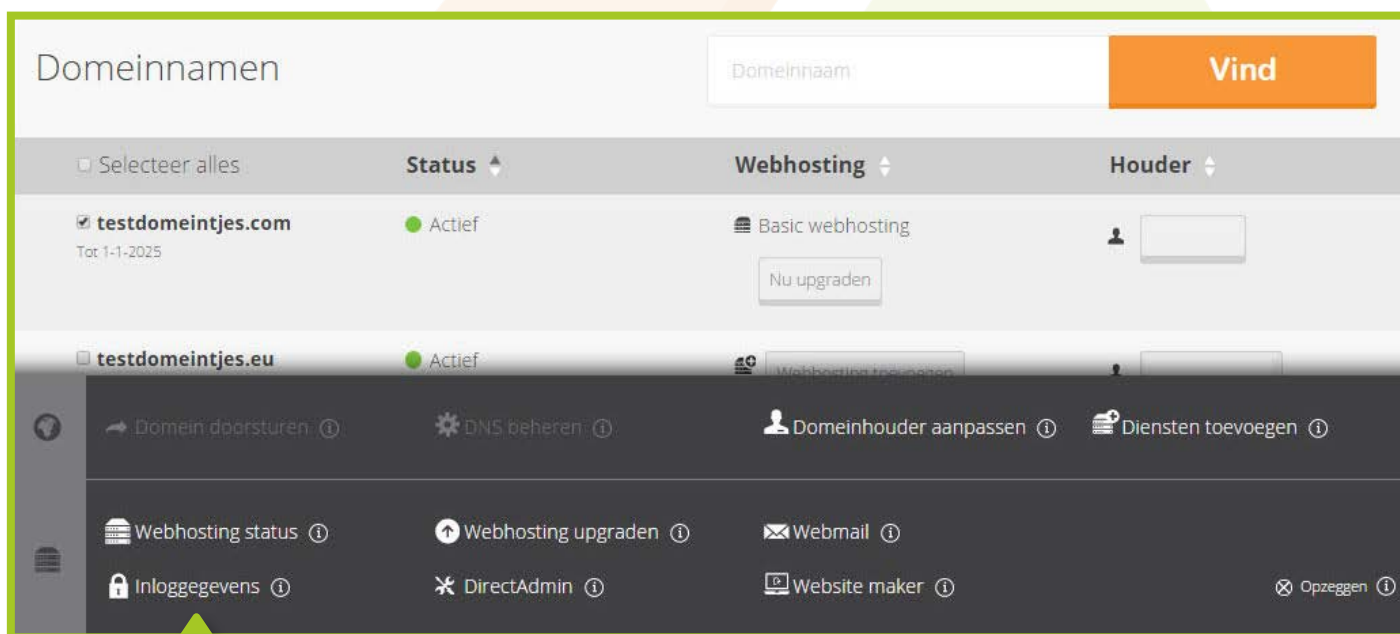 Domeinnamen
Domeinnaam
Vind
Selecteer alles
Status
Webhosting
Houder
testdomeintjes.com
Actief
Basic webhosting
Tot 1-1-2025
Nu upgraden
testdomeintjes.eu
Actief
Webhosting toevoegen
Domein doorsturen
DNS beheren
Domeinhouder aanpassen
Diensten toevoegen
Webhosting status
Webhosting upgraden
Webmail
Inloggegevens
DirectAdmin
Website maker
Opzeggen